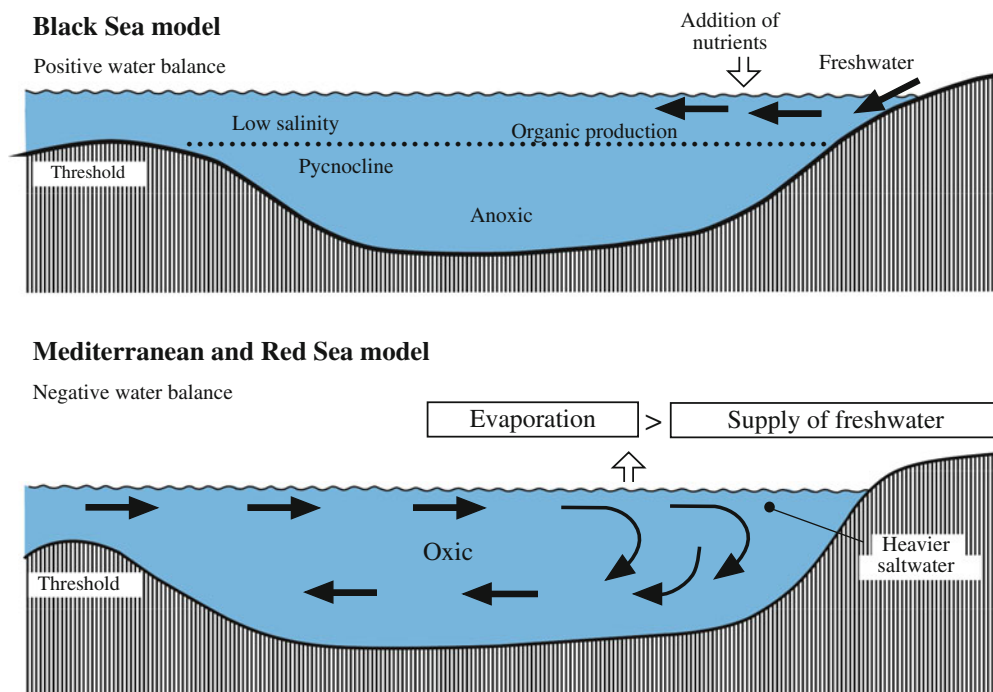 Black Sea model
Positive water balance
Addition of
nutrients
Freshwater
Low salinity
Organic production
Threshold
Pycnocline
Anoxic
Mediterranean and Red Sea model
Negative water balance
Evaporation > Supply of freshwater
Oxic
Heavier
saltwater
Threshold